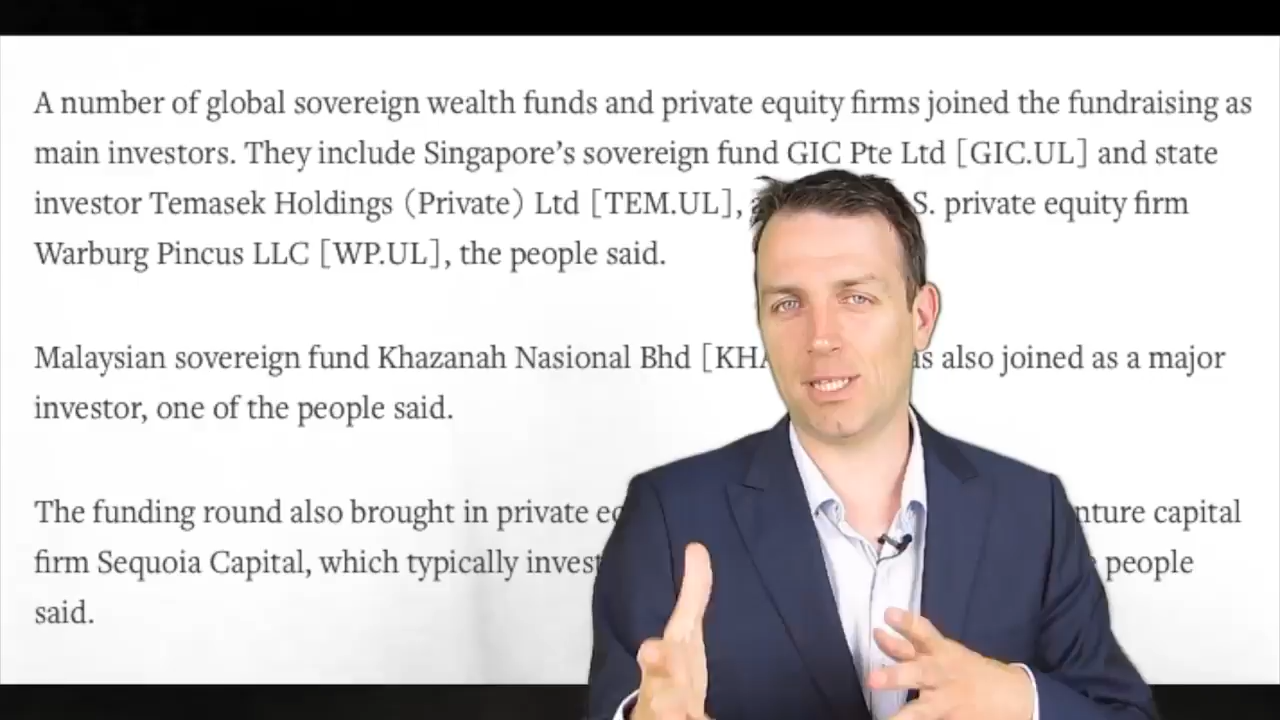 A number of global sovereign wealth funds and private equity firms joined the fundraising as
main investors. They include Singapore's sovereign fund GIC Pte Ltd [GIC.UL] and state
investor Temasek Holdings (Private) Ltd [TEM.UL], S. private equity firm
Warburg Pincus LLC [WP.UL], the people said.
Malaysian sovereign fund Khazanah Nasional Bhd also joined as a major
investor, one of the people said.
The funding round also brought in private capital
firm Sequoia Capital, which typically people
said.